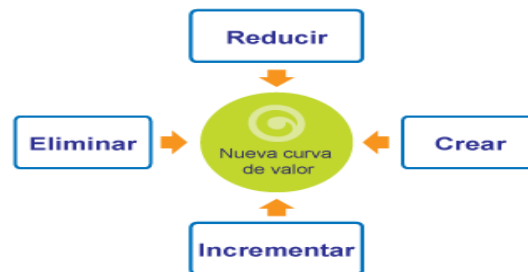 Reducir
Eliminar
Nueva curva
de valor
Crear
Incrementar